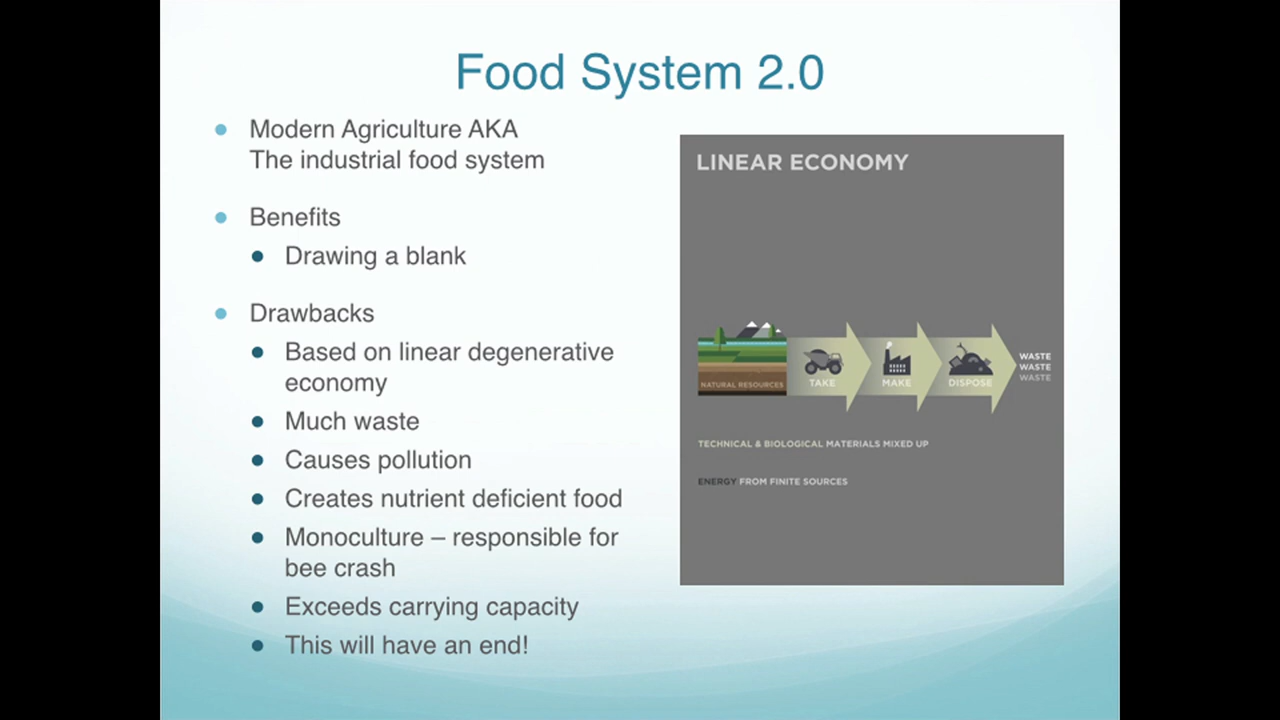 Food System 2.0
Modern Agriculture AKA
The industrial food system
Benefits
Drawing a blank
Drawbacks
Based on linear degenerative
economy
Much waste
Causes pollution
Creates nutrient deficient food
Monoculture – responsible for
bee crash
Exceeds carrying capacity
This will have an end!
LINEAR ECONOMY
NATURAL RESOURCES
TAKE
MAKE
DISPOSE
WASTE
WASTE
WASTE
TECHNICAL & BIOLOGICAL MATERIALS MIXED UP
ENERGY FROM FINITE SOURCES